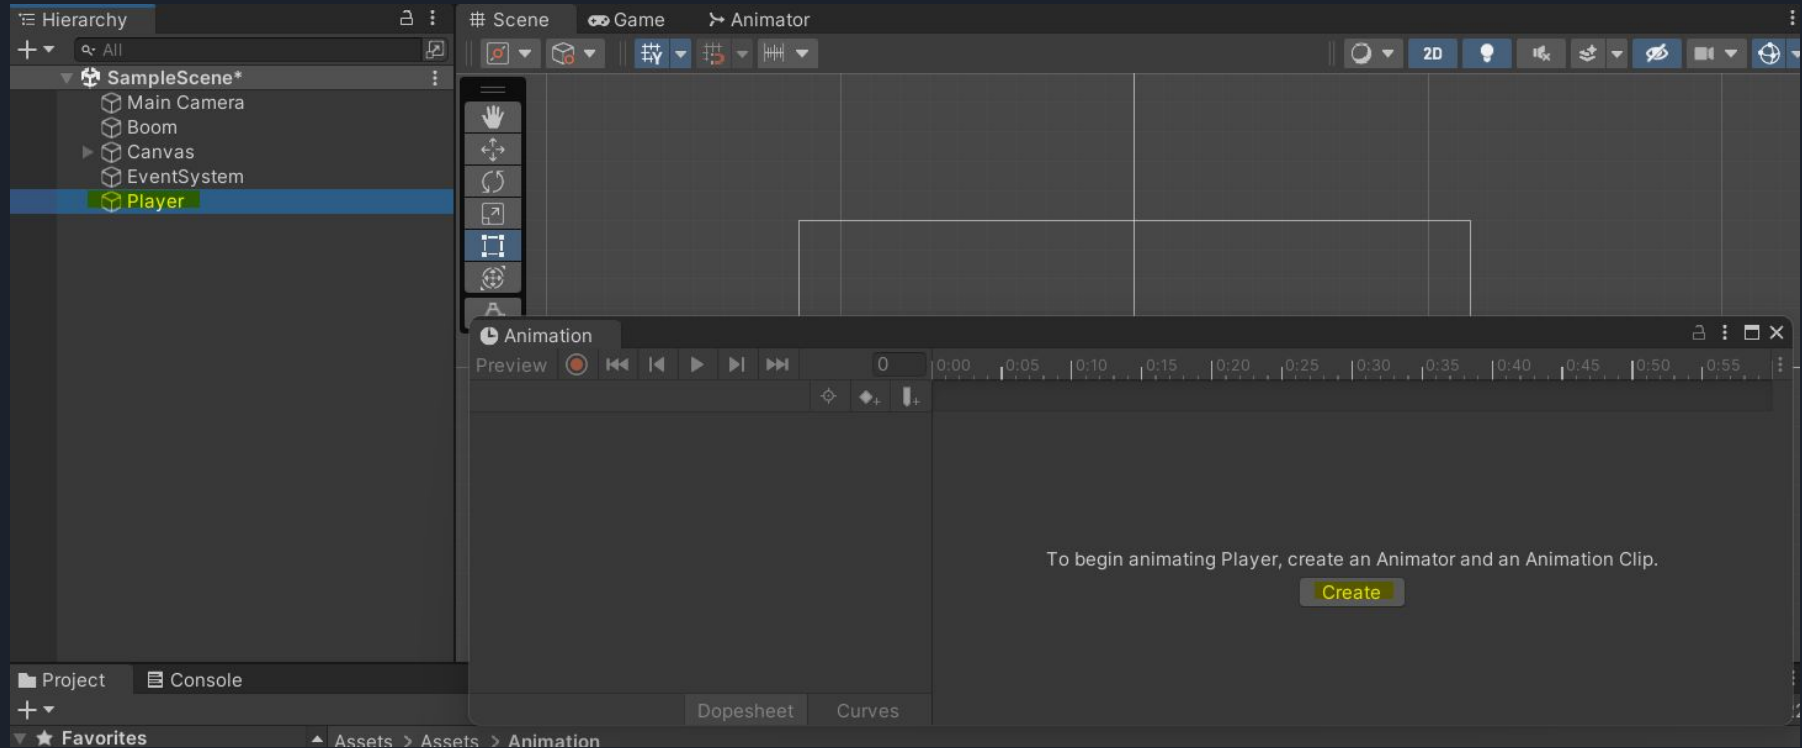 Hierarchy
All
SampleScene*
Main Camera
Boom
Canvas
EventSystem
Player
Scene Game Animator
2D
Animation
Preview 0 0:00 0:05 0:10 0:15 0:20 0:25 0:30 0:35 0:40 0:45 0:50 0:55
To begin animating Player, create an Animator and an Animation Clip.
Create
Dopesheet Curves
Project Console
Favorites
Assets > Assets > Animation